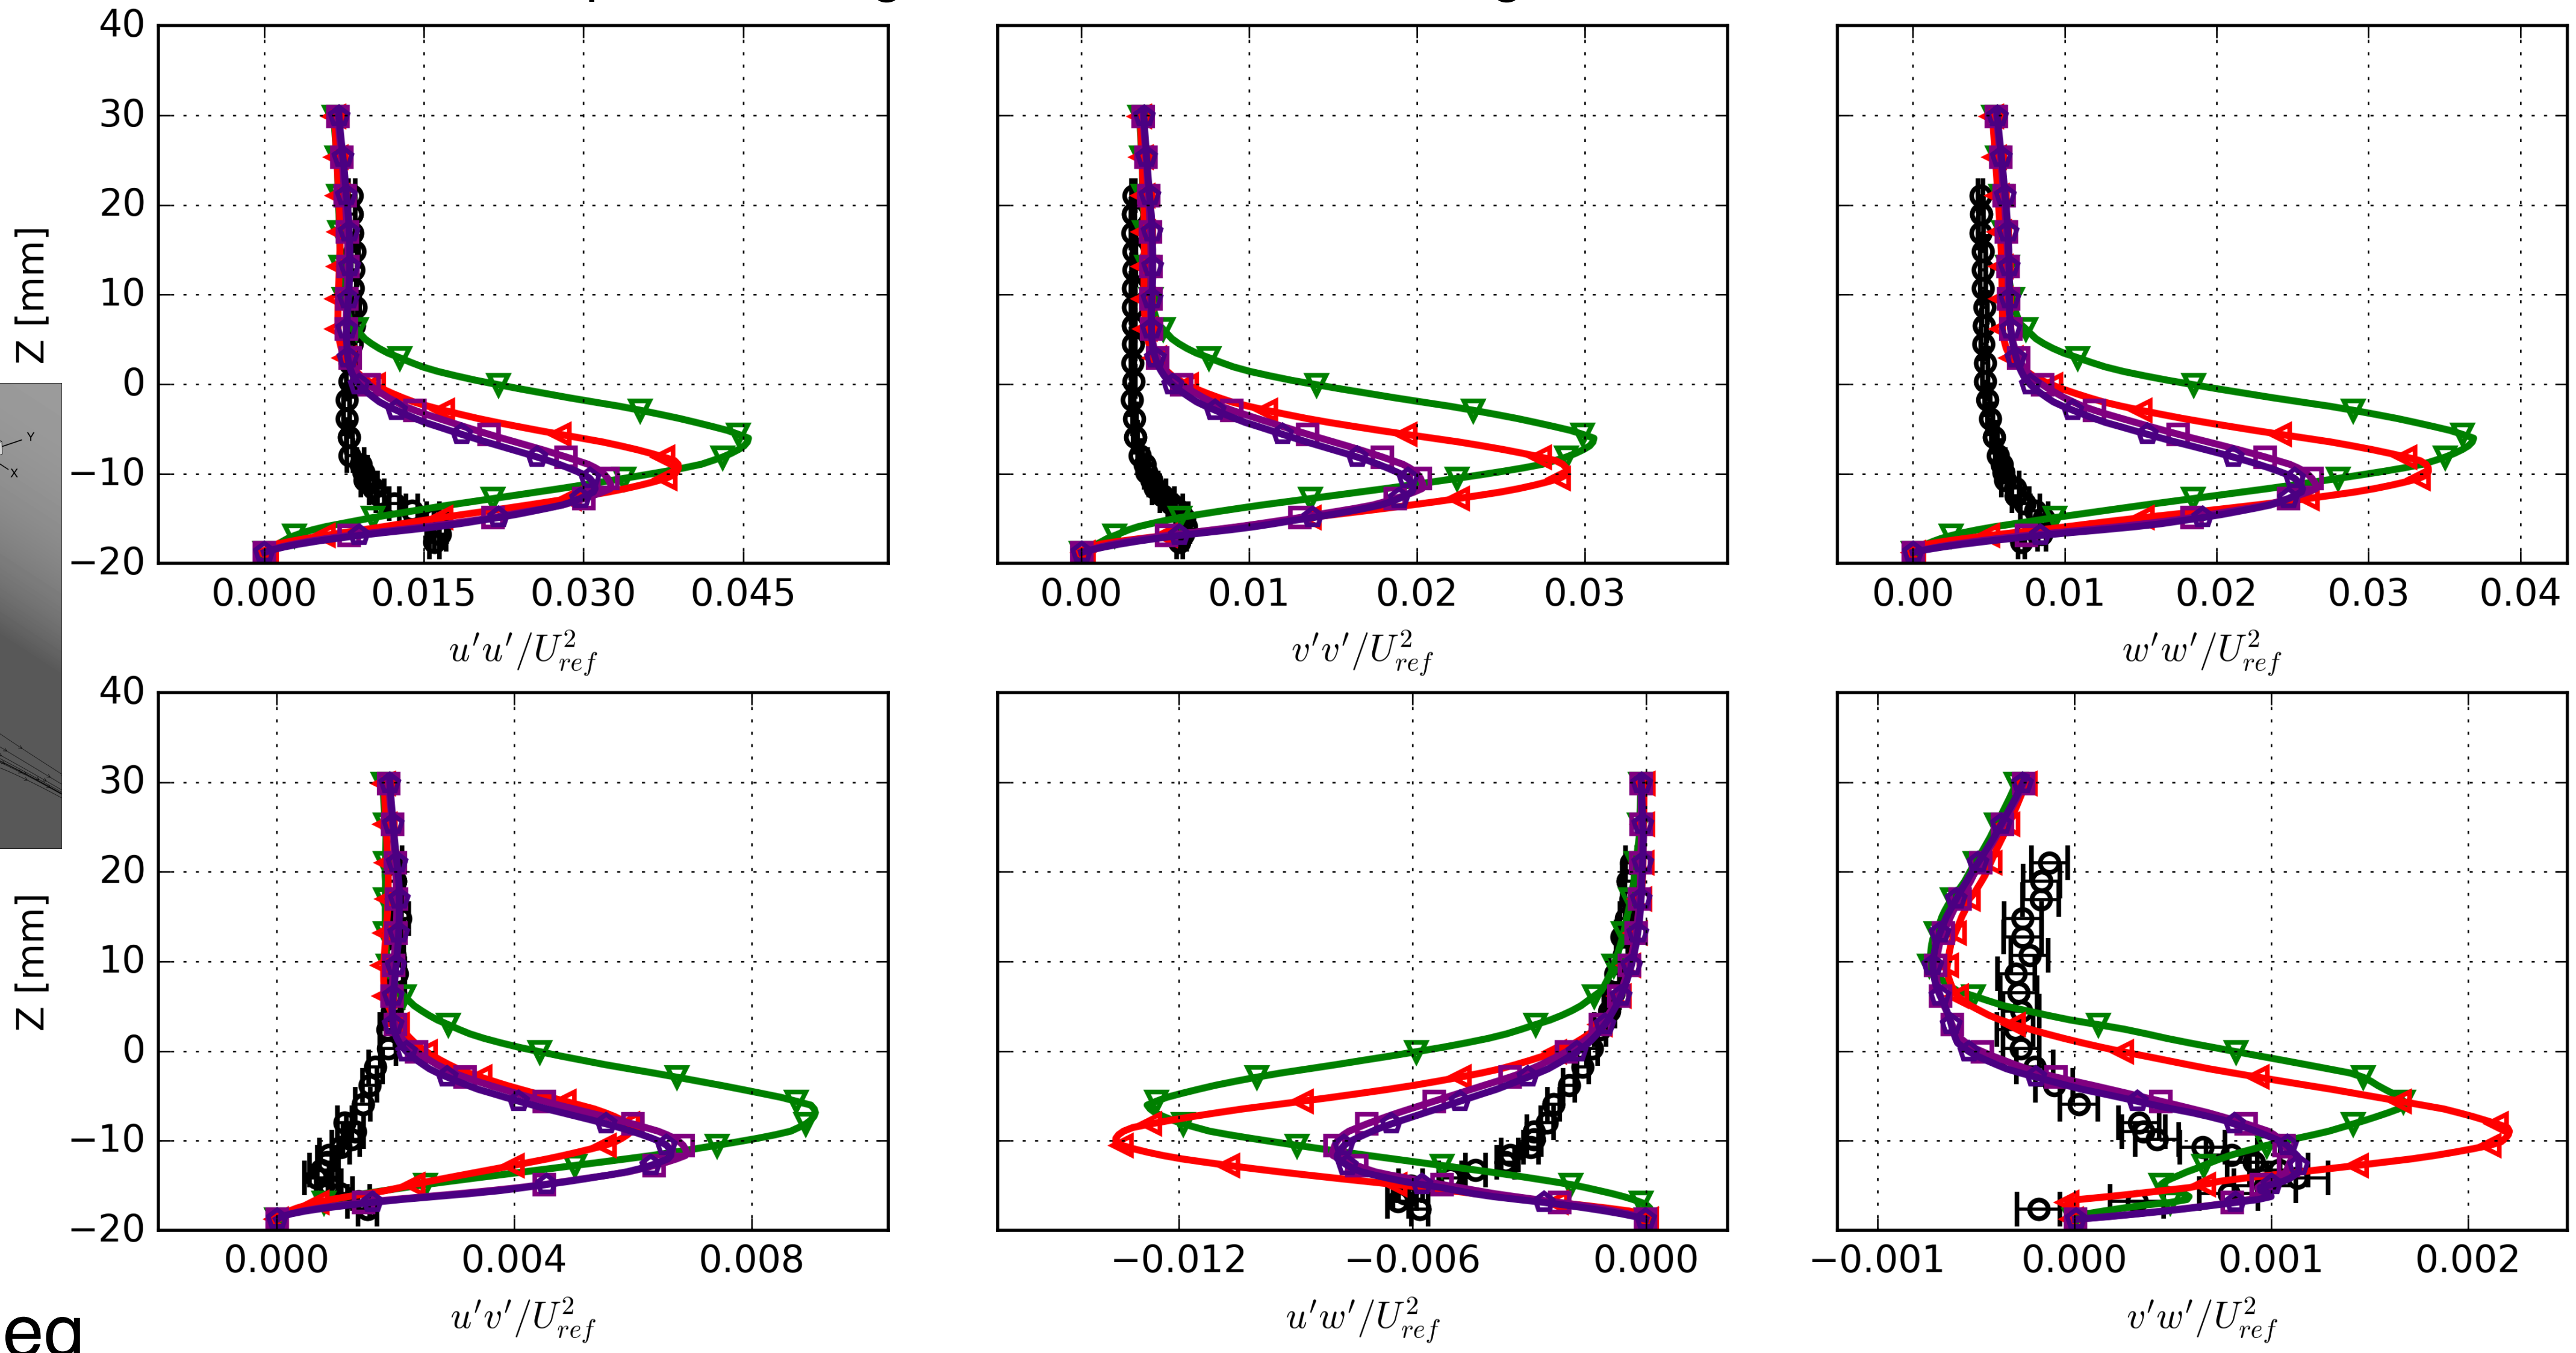 40
30
20
10
0
−10
−20
Z [mm]
0.000 0.015 0.030 0.045
u′u′/U²ref
0.00 0.01 0.02 0.03
v′v′/U²ref
0.00 0.01 0.02 0.03 0.04
w′w′/U²ref
Y
X
40
30
20
10
0
−10
−20
Z [mm]
0.000 0.004 0.008
u′v′/U²ref
−0.012 −0.006 0.000
u′w′/U²ref
−0.001 0.000 0.001 0.002
v′w′/U²ref